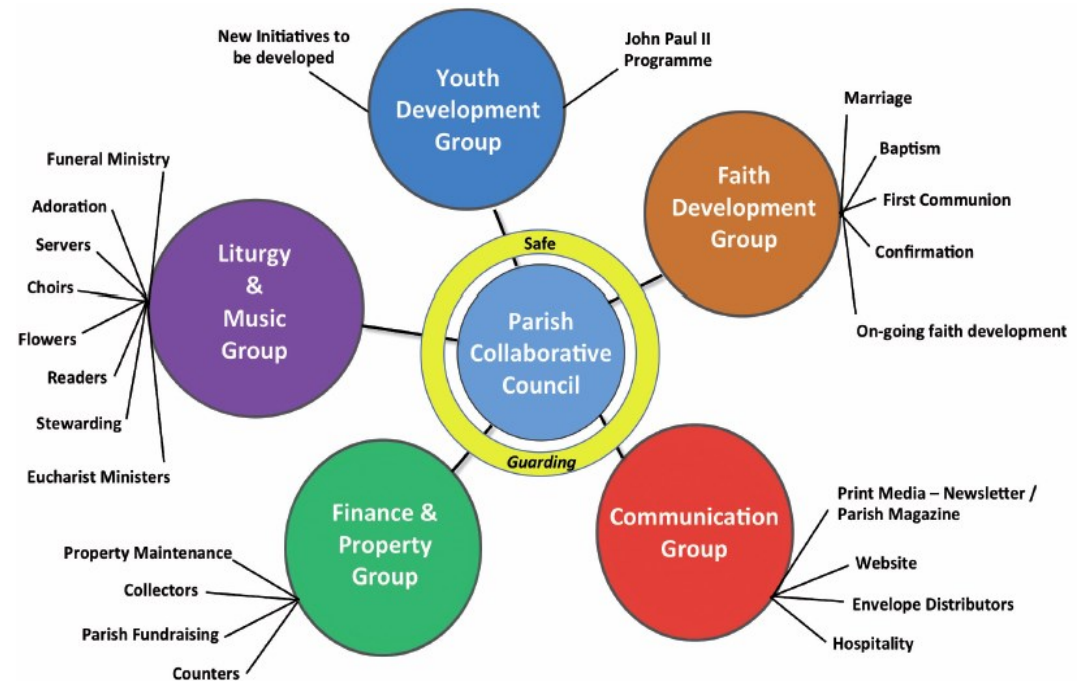 New Initiatives to
be developed
Youth
Development
Group
John Paul II
Programme
Marriage
Baptism
First Communion
Confirmation
On-going faith development
Faith
Development
Group
Funeral Ministry
Adoration
Servers
Choirs
Flowers
Readers
Stewarding
Eucharist Ministers
Liturgy
&
Music
Group
Safe
Parish
Collaborative
Council
Guarding
Finance &
Property
Group
Property Maintenance
Collectors
Parish Fundraising
Counters
Communication
Group
Print Media – Newsletter /
Parish Magazine
Website
Envelope Distributors
Hospitality